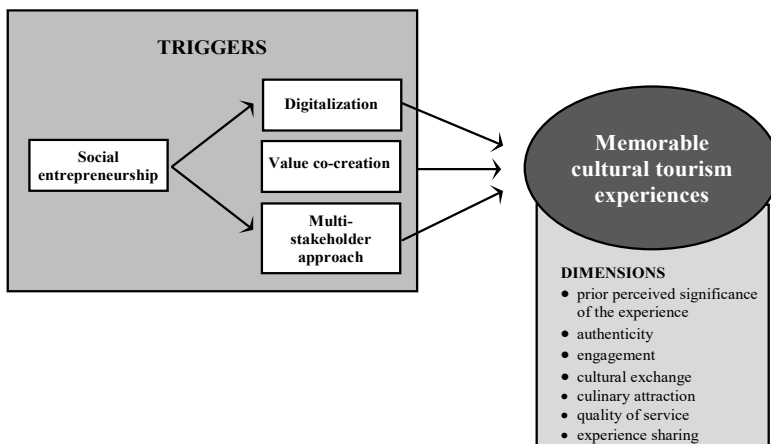 TRIGGERS
Social
entrepreneurship
Digitalization
Value co-creation
Multi-
stakeholder
approach
Memorable
cultural tourism
experiences
DIMENSIONS
• prior perceived significance
of the experience
• authenticity
• engagement
• cultural exchange
• culinary attraction
• quality of service
• experience sharing